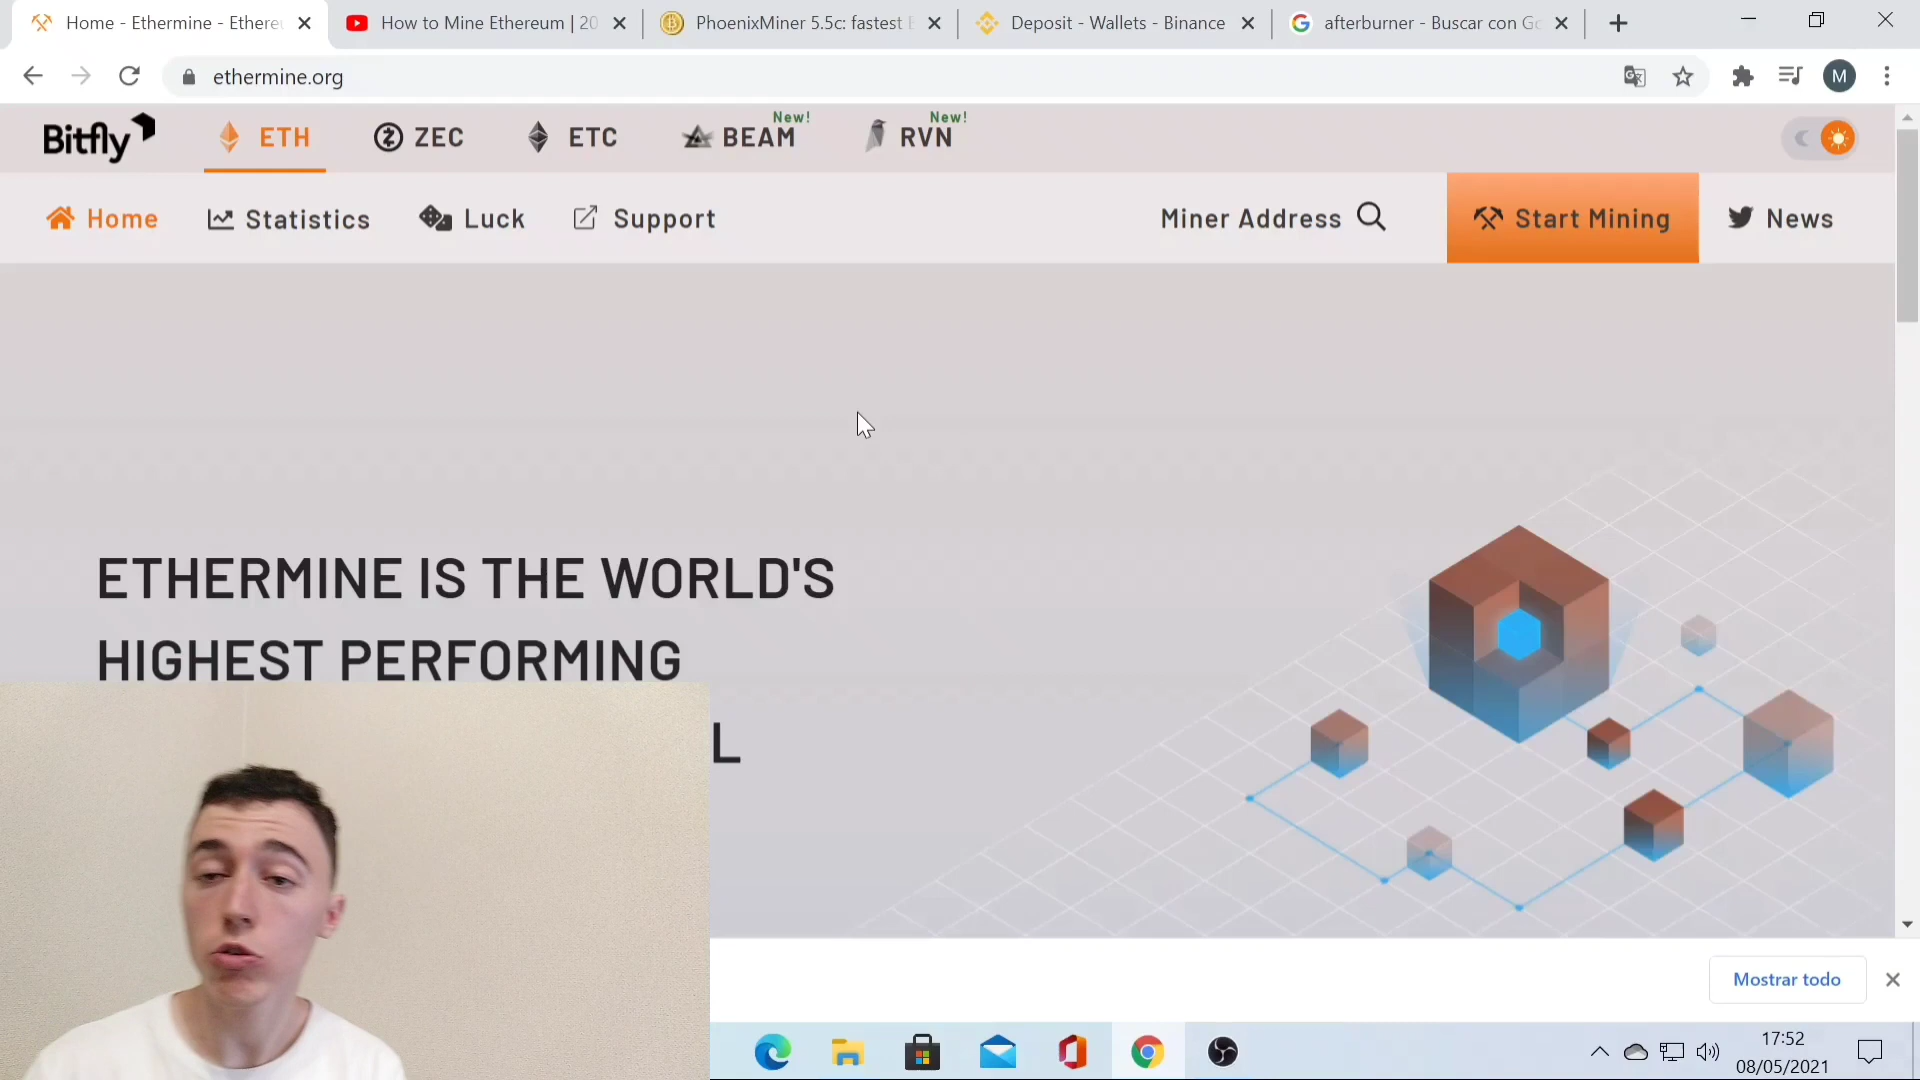 Home - Ethermine - Ethere
How to Mine Ethereum | 20
PhoenixMiner 5.5c: fastest E
Deposit - Wallets - Binance
afterburner - Buscar con Go
ethermine.org
M
Bitfly
ETH
ZEC
ETC
BEAM
New!
RVN
New!
Home
Statistics
Luck
Support
Miner Address
Start Mining
News
ETHERMINE IS THE WORLD'S
HIGHEST PERFORMING
L
Mostrar todo
17:52
08/05/2021